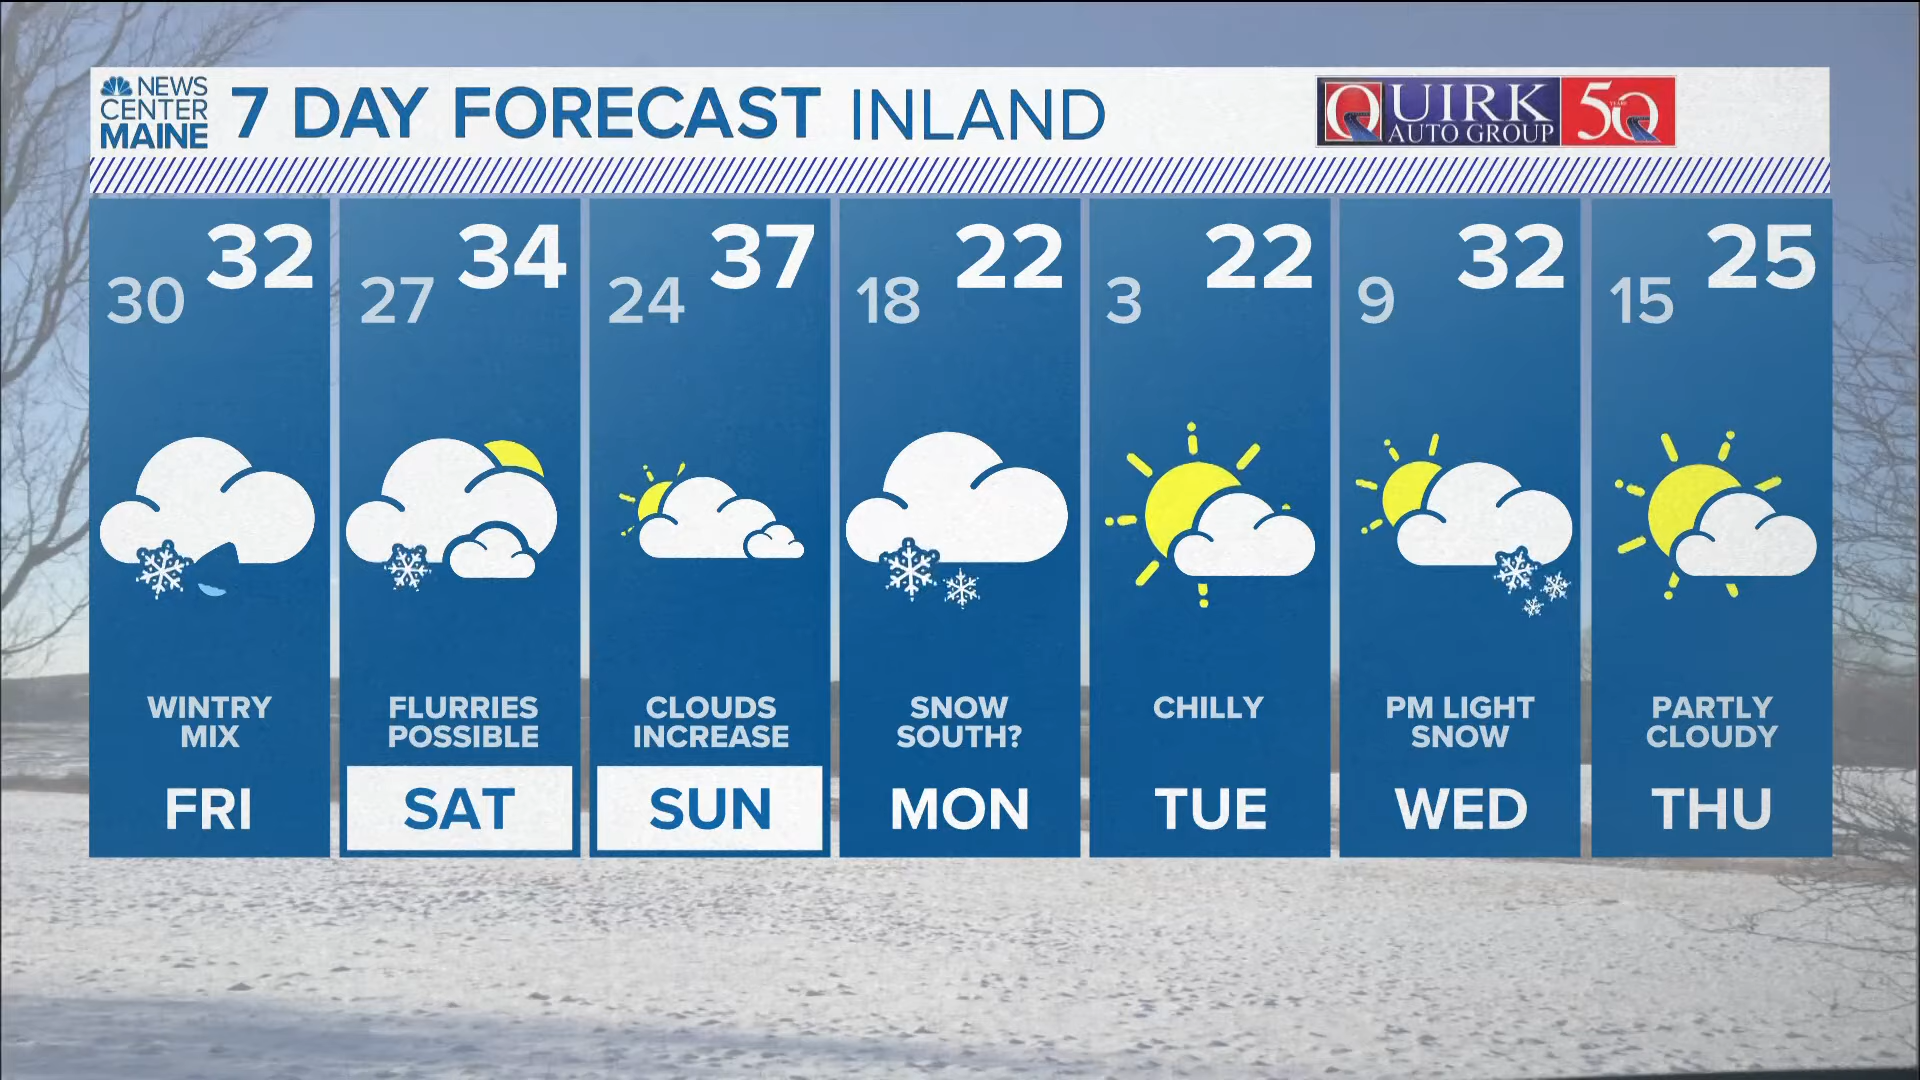 NEWS
CENTER
MAINE
7 DAY FORECAST INLAND
QUIRK
AUTO GROUP
50
YEARS
30 32
27 34
24 37
18 22
3 22
9 32
15 25
WINTRY
MIX
FLURRIES
POSSIBLE
CLOUDS
INCREASE
SNOW
SOUTH?
CHILLY
PM LIGHT
SNOW
PARTLY
CLOUDY
FRI
SAT
SUN
MON
TUE
WED
THU